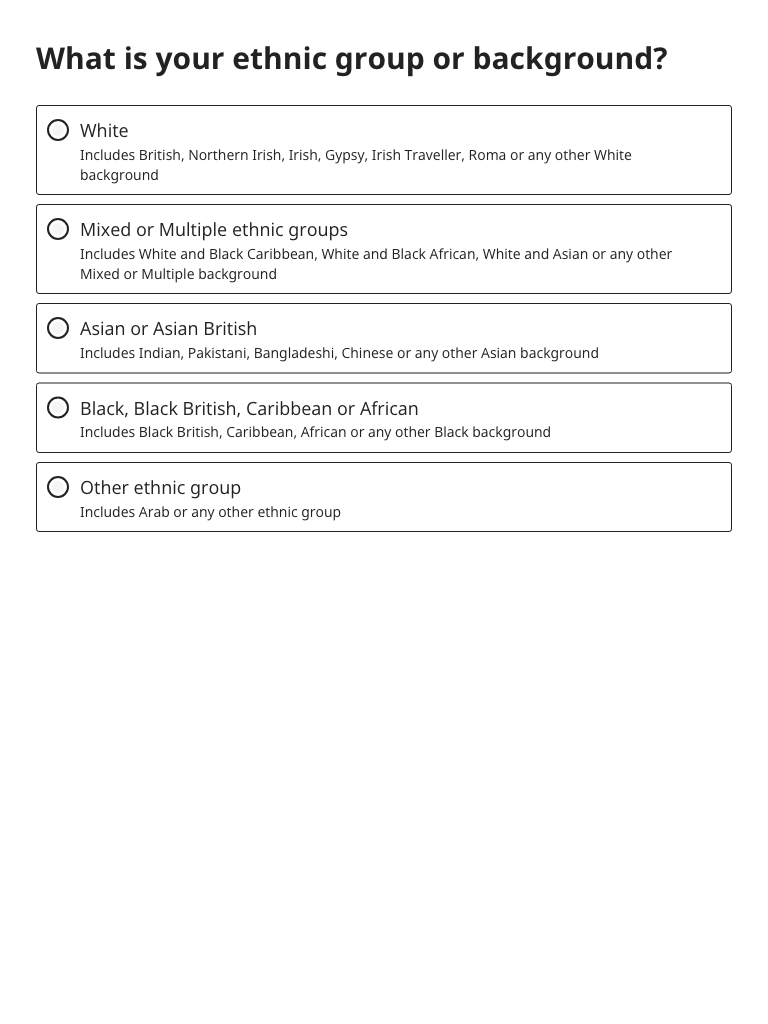 What is your ethnic group or background?
White
Includes British, Northern Irish, Irish, Gypsy, Irish Traveller, Roma or any other White
background
Mixed or Multiple ethnic groups
Includes White and Black Caribbean, White and Black African, White and Asian or any other
Mixed or Multiple background
Asian or Asian British
Includes Indian, Pakistani, Bangladeshi, Chinese or any other Asian background
Black, Black British, Caribbean or African
Includes Black British, Caribbean, African or any other Black background
Other ethnic group
Includes Arab or any other ethnic group